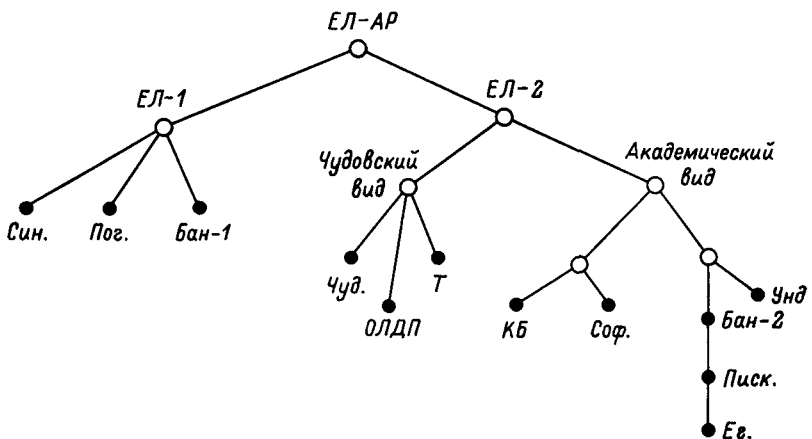 ЕЛ-АР
ЕЛ-1
ЕЛ-2
Чудовский
вид
Академический
вид
Син.
Пог.
Бан-1
Чуд.
ОЛДП
Т
КБ
Соф.
Унд
Бан-2
Писк.
Ег.